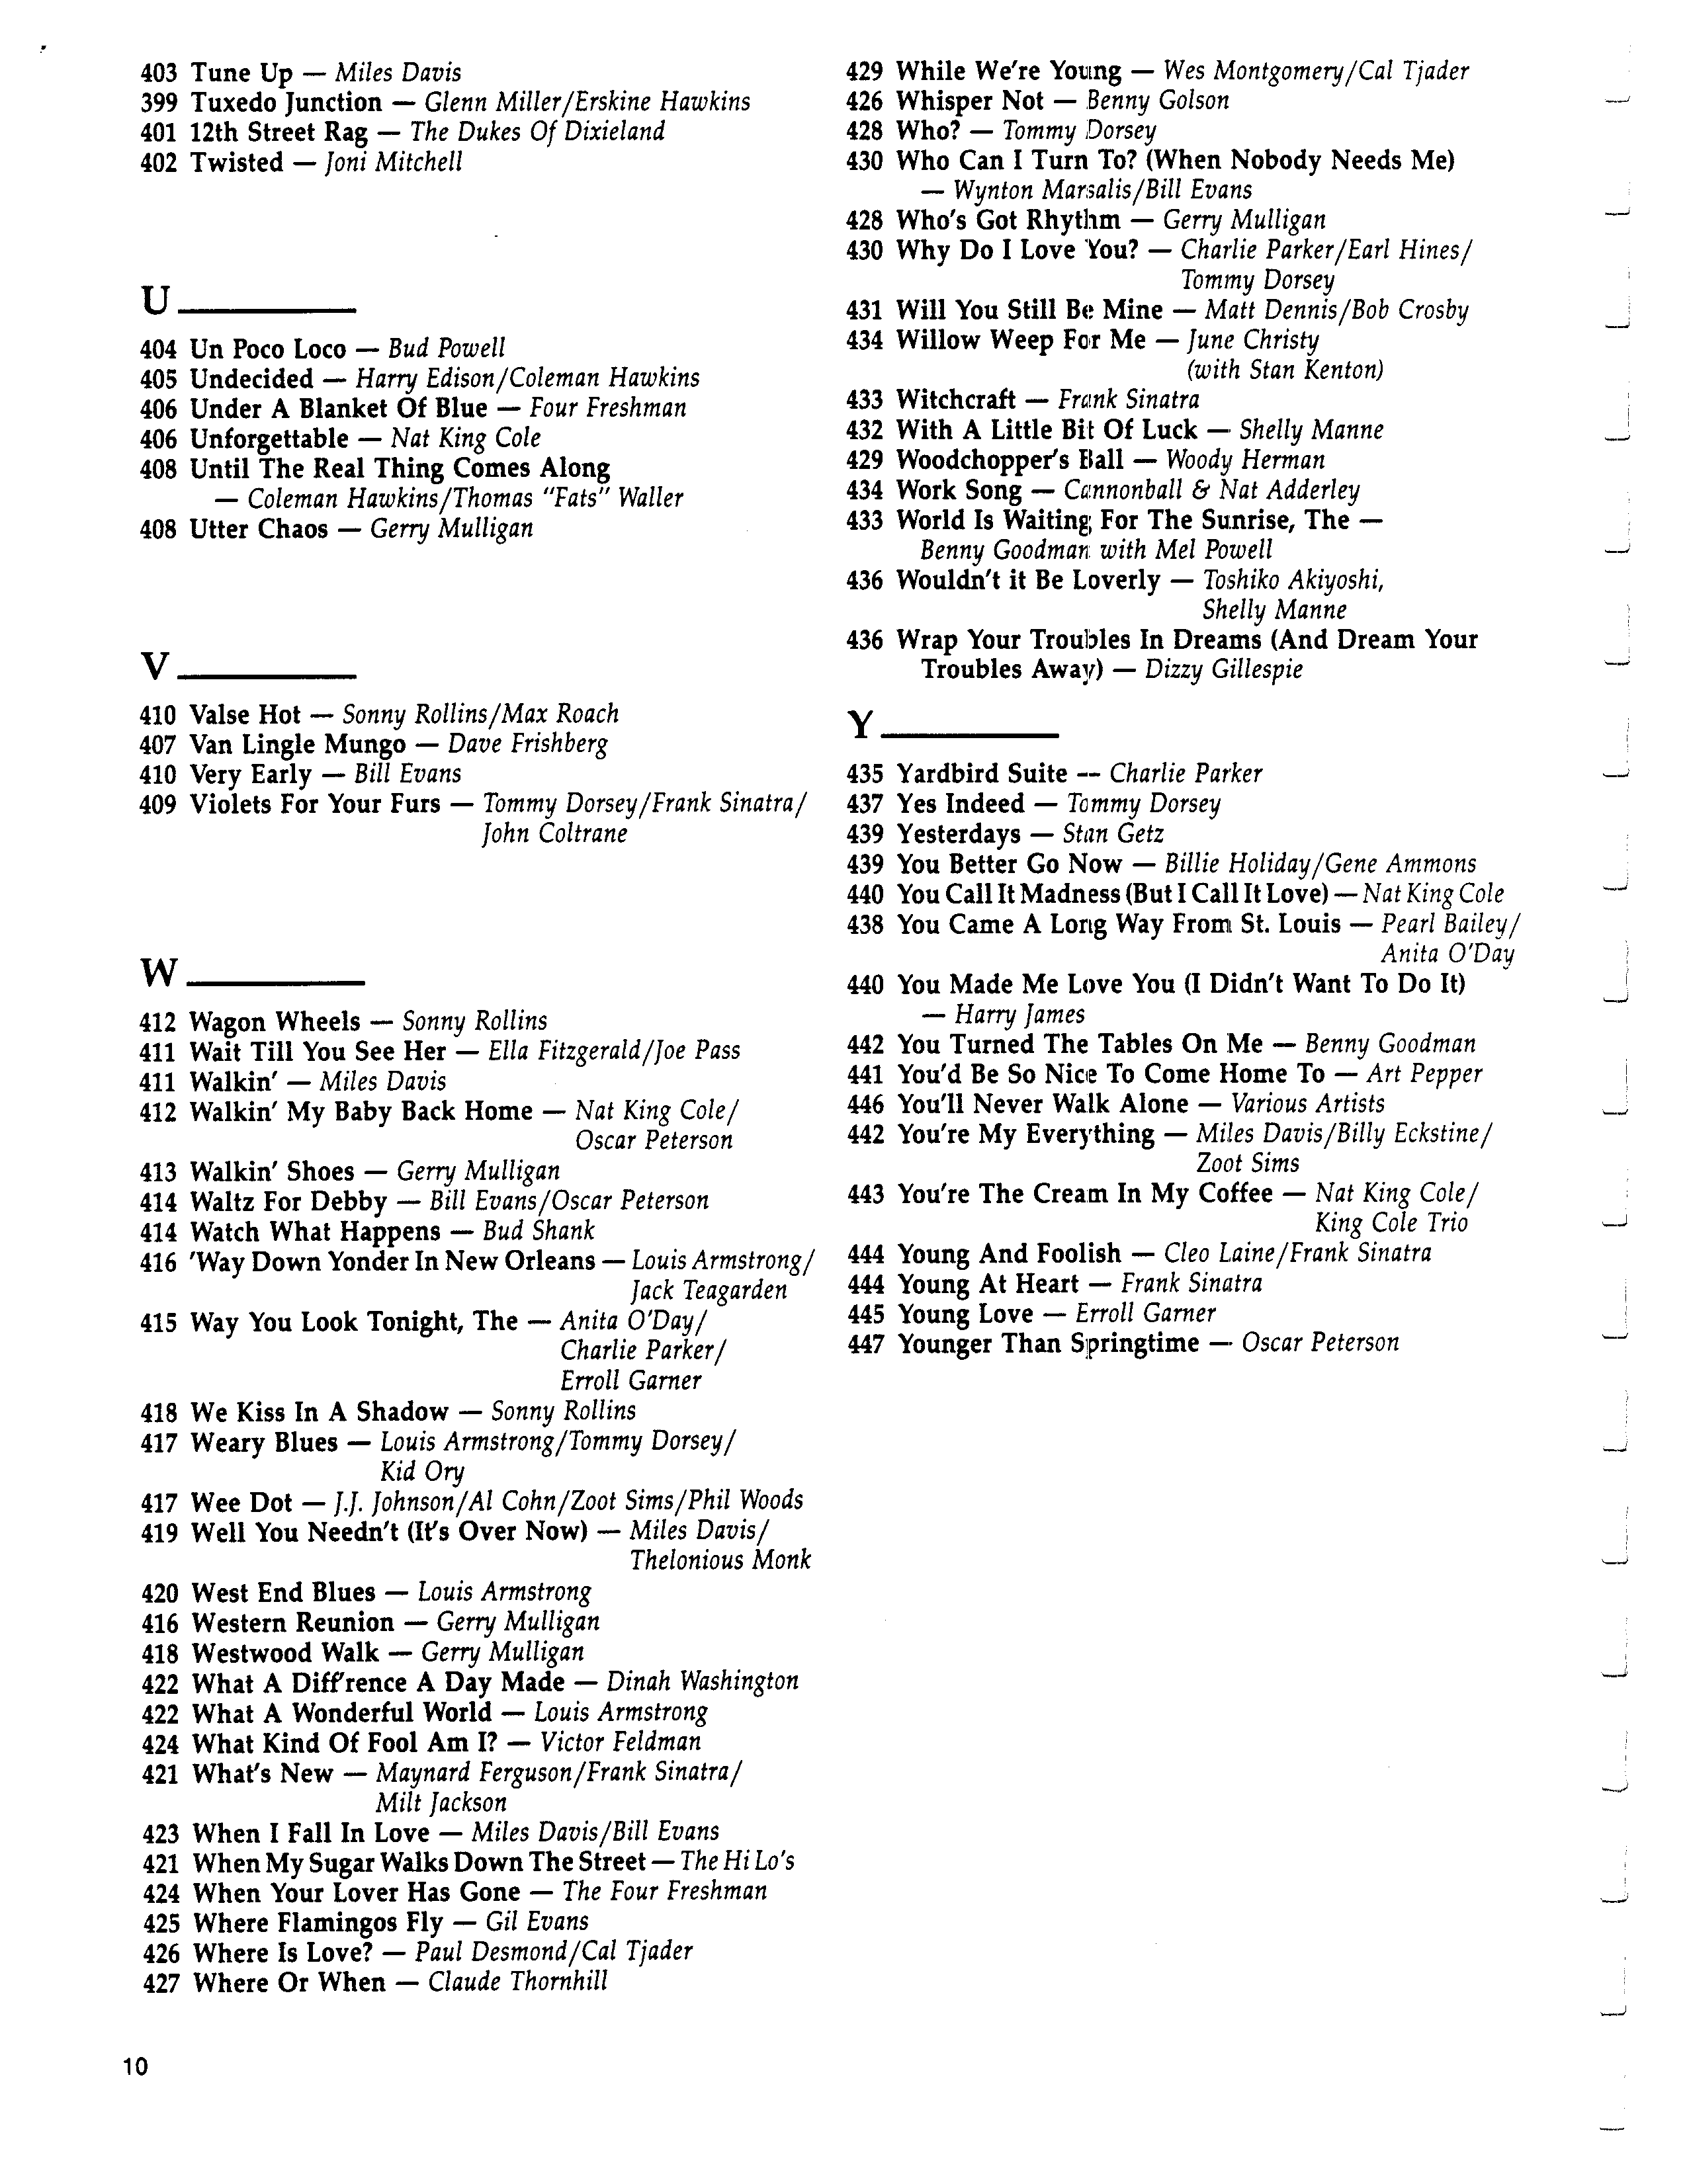 403 Tune Up — Miles Davis
399 Tuxedo Junction — Glenn Miller/Erskine Hawkins
401 12th Street Rag — The Dukes Of Dixieland
402 Twisted — Joni Mitchell
U
404 Un Poco Loco — Bud Powell
405 Undecided — Harry Edison/Coleman Hawkins
406 Under A Blanket Of Blue — Four Freshman
406 Unforgettable — Nat King Cole
408 Until The Real Thing Comes Along
— Coleman Hawkins/Thomas "Fats" Waller
408 Utter Chaos — Gerry Mulligan
V
410 Valse Hot — Sonny Rollins/Max Roach
407 Van Lingle Mungo — Dave Frishberg
410 Very Early — Bill Evans
409 Violets For Your Furs — Tommy Dorsey/Frank Sinatra/
John Coltrane
W
412 Wagon Wheels — Sonny Rollins
411 Wait Till You See Her — Ella Fitzgerald/Joe Pass
411 Walkin' — Miles Davis
412 Walkin' My Baby Back Home — Nat King Cole/
Oscar Peterson
413 Walkin' Shoes — Gerry Mulligan
414 Waltz For Debby — Bill Evans/Oscar Peterson
414 Watch What Happens — Bud Shank
416 'Way Down Yonder In New Orleans — Louis Armstrong/
Jack Teagarden
415 Way You Look Tonight, The — Anita O'Day/
Charlie Parker/
Erroll Garner
418 We Kiss In A Shadow — Sonny Rollins
417 Weary Blues — Louis Armstrong/Tommy Dorsey/
Kid Ory
417 Wee Dot — J.J. Johnson/Al Cohn/Zoot Sims/Phil Woods
419 Well You Needn't (It's Over Now) — Miles Davis/
Thelonious Monk
420 West End Blues — Louis Armstrong
416 Western Reunion — Gerry Mulligan
418 Westwood Walk — Gerry Mulligan
422 What A Diff'rence A Day Made — Dinah Washington
422 What A Wonderful World — Louis Armstrong
424 What Kind Of Fool Am I? — Victor Feldman
421 What's New — Maynard Ferguson/Frank Sinatra/
Milt Jackson
423 When I Fall In Love — Miles Davis/Bill Evans
421 When My Sugar Walks Down The Street — The Hi Lo's
424 When Your Lover Has Gone — The Four Freshman
425 Where Flamingos Fly — Gil Evans
426 Where Is Love? — Paul Desmond/Cal Tjader
427 Where Or When — Claude Thornhill
429 While We're Young — Wes Montgomery/Cal Tjader
426 Whisper Not — Benny Golson
428 Who? — Tommy Dorsey
430 Who Can I Turn To? (When Nobody Needs Me)
— Wynton Marsalis/Bill Evans
428 Who's Got Rhythm — Gerry Mulligan
430 Why Do I Love You? — Charlie Parker/Earl Hines/
Tommy Dorsey
431 Will You Still Be Mine — Matt Dennis/Bob Crosby
434 Willow Weep For Me — June Christy
(with Stan Kenton)
433 Witchcraft — Frank Sinatra
432 With A Little Bit Of Luck — Shelly Manne
429 Woodchopper's Ball — Woody Herman
434 Work Song — Cannonball & Nat Adderley
433 World Is Waiting For The Sunrise, The —
Benny Goodman with Mel Powell
436 Wouldn't it Be Loverly — Toshiko Akiyoshi,
Shelly Manne
436 Wrap Your Troubles In Dreams (And Dream Your
Troubles Away) — Dizzy Gillespie
Y
435 Yardbird Suite — Charlie Parker
437 Yes Indeed — Tommy Dorsey
439 Yesterdays — Stan Getz
439 You Better Go Now — Billie Holiday/Gene Ammons
440 You Call It Madness (But I Call It Love) — Nat King Cole
438 You Came A Long Way From St. Louis — Pearl Bailey/
Anita O'Day
440 You Made Me Love You (I Didn't Want To Do It)
— Harry James
442 You Turned The Tables On Me — Benny Goodman
441 You'd Be So Nice To Come Home To — Art Pepper
446 You'll Never Walk Alone — Various Artists
442 You're My Everything — Miles Davis/Billy Eckstine/
Zoot Sims
443 You're The Cream In My Coffee — Nat King Cole/
King Cole Trio
444 Young And Foolish — Cleo Laine/Frank Sinatra
444 Young At Heart — Frank Sinatra
445 Young Love — Erroll Garner
447 Younger Than Springtime — Oscar Peterson
10